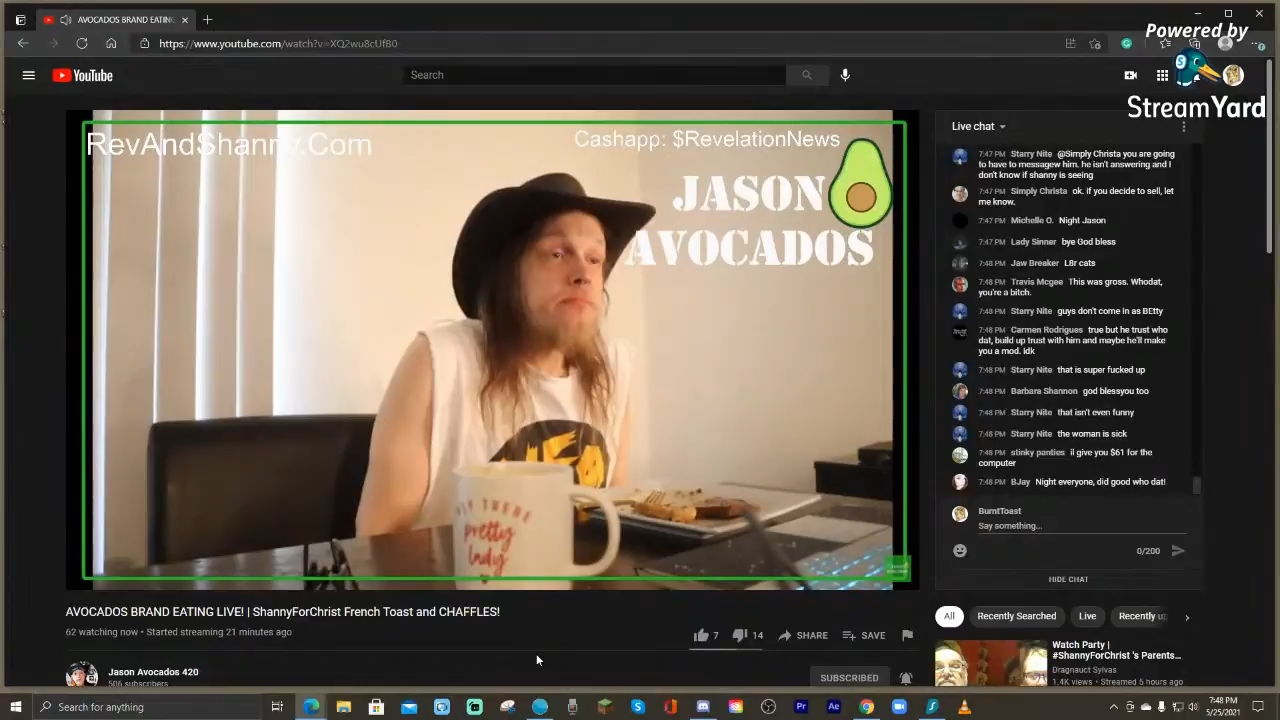 AVOCADOS BRAND EATING
https://www.youtube.com/watch?v=XQ2wu8cUfB0
Powered by
StreamYard
YouTube
Search
RevAndShanny.Com
Cashapp: $RevelationNews
JASON
AVOCADOS
HEY THERE
pretty
lady
Live chat
7:47 PM Starry Nite @Simply Christa you are going
to have to messagew him. he isn't answering and I
don't know if shanny is seeing
7:47 PM Simply Christa ok. if you decide to sell, let
me know.
7:47 PM Michelle O. Night Jason
7:47 PM Lady Sinner bye God bless
7:48 PM Jaw Breaker L8r cats
7:48 PM Travis Mcgee This was gross. Whodat,
you're a bitch.
7:48 PM Starry Nite guys don't come in as BEtty
7:48 PM Carmen Rodrigues true but he trust who
dat, build up trust with him and maybe he'll make
you a mod. idk
7:48 PM Starry Nite that is super fucked up
7:48 PM Barbara Shannon god blessyou too
7:48 PM Starry Nite that isn't even funny
7:48 PM Starry Nite the woman is sick
7:48 PM stinky panties il give you $61 for the
computer
7:48 PM BJay Night everyone, did good who dat!
BurntToast
Say something...
0/200
HIDE CHAT
AVOCADOS BRAND EATING LIVE! | ShannyForChrist French Toast and CHAFFLES!
62 watching now • Started streaming 21 minutes ago
7
14
SHARE
SAVE
Jason Avocados 420
506 subscribers
SUBSCRIBED
All
Recently Searched
Live
Recently u
Watch Party |
#ShannyForChrist 's Parents...
Dragnauct Sylvas
1.4K views • Streamed 5 hours ago
Search for anything
Pr
Ae
7:48 PM
5/25/2021